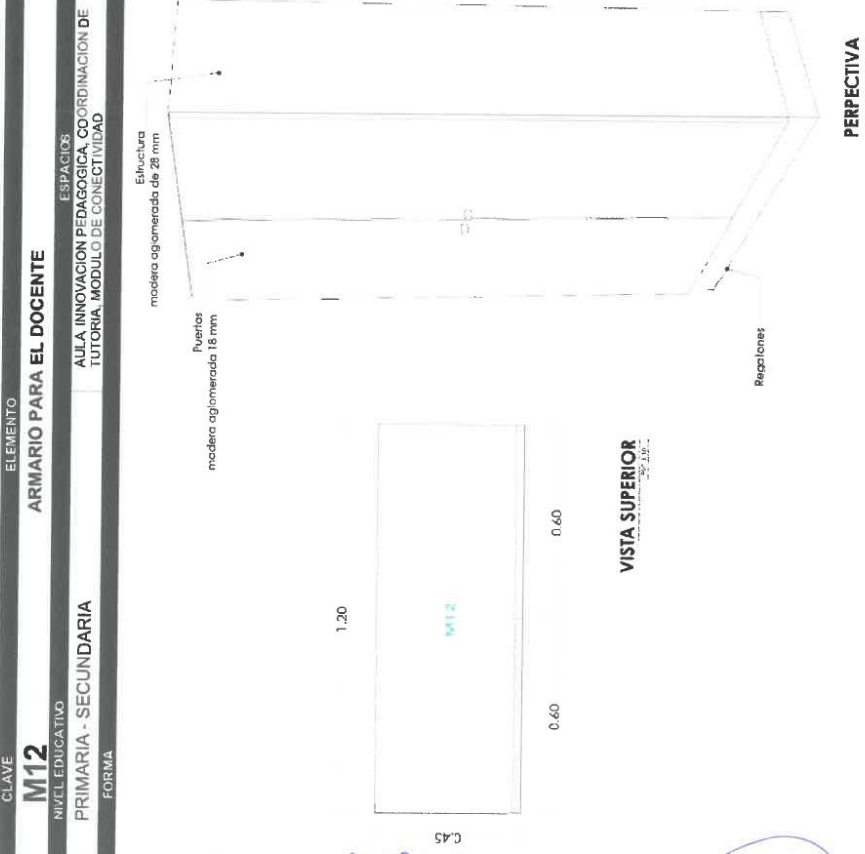 CLAVE
ELEMENTO
M12
ARMARIO PARA EL DOCENTE
NIVEL EDUCATIVO
ESPACIOS
PRIMARIA - SECUNDARIA
AULA, INNOVACION PEDAGOGICA, COORDINACION DE
TUTORIA, MODULO DE CONECTIVIDAD
FORMA
Estructura
madera aglomerada de 28 mm
Puertas
madera aglomerada 18 mm
1.20
M12
0.45
0.60
0.60
VISTA SUPERIOR
Regatones
PERPECTIVA